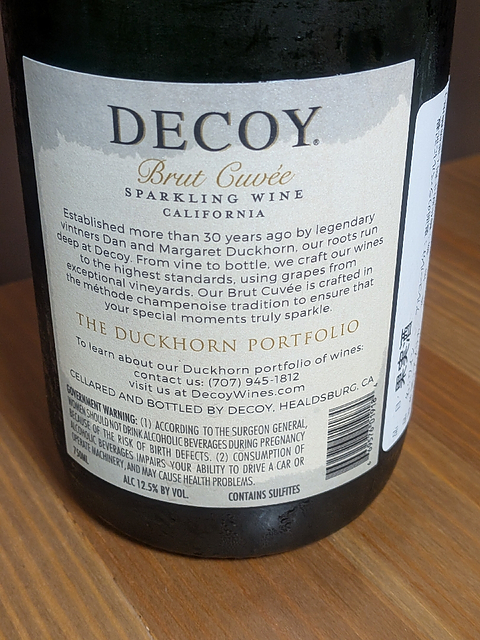 DECOY®
Brut Cuvée
SPARKLING WINE
CALIFORNIA
Established more than 30 years ago by legendary
vintners Dan and Margaret Duckhorn, our roots run
deep at Decoy. From vine to bottle, we craft our wines
to the highest standards, using grapes from
exceptional vineyards. Our Brut Cuvée is crafted in
the méthode champenoise tradition to ensure that
your special moments truly sparkle.
THE DUCKHORN PORTFOLIO
To learn about our Duckhorn portfolio of wines:
contact us: (707) 945-1812
visit us at DecoyWines.com
CELLARED AND BOTTLED BY DECOY, HEALDSBURG, CA
GOVERNMENT WARNING: (1) ACCORDING TO THE SURGEON GENERAL,
WOMEN SHOULD NOT DRINK ALCOHOLIC BEVERAGES DURING PREGNANCY
BECAUSE OF THE RISK OF BIRTH DEFECTS. (2) CONSUMPTION OF
ALCOHOLIC BEVERAGES IMPAIRS YOUR ABILITY TO DRIVE A CAR OR
OPERATE MACHINERY, AND MAY CAUSE HEALTH PROBLEMS.
750ML
ALC 12.5% BY VOL. CONTAINS SULFITES
果実酒